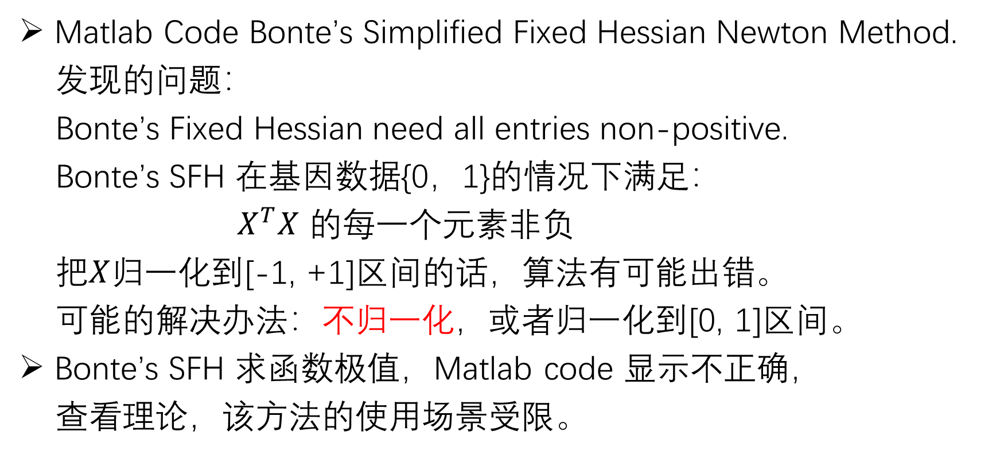 ➢ Matlab Code Bonte’s Simplified Fixed Hessian Newton Method.
发现的问题：
Bonte’s Fixed Hessian need all entries non-positive.
Bonte’s SFH 在基因数据{0，1}的情况下满足：
X^T X 的每一个元素非负
把X归一化到[-1, +1]区间的话，算法有可能出错。
可能的解决办法：不归一化，或者归一化到[0, 1]区间。
➢ Bonte’s SFH 求函数极值，Matlab code 显示不正确，
查看理论，该方法的使用场景受限。